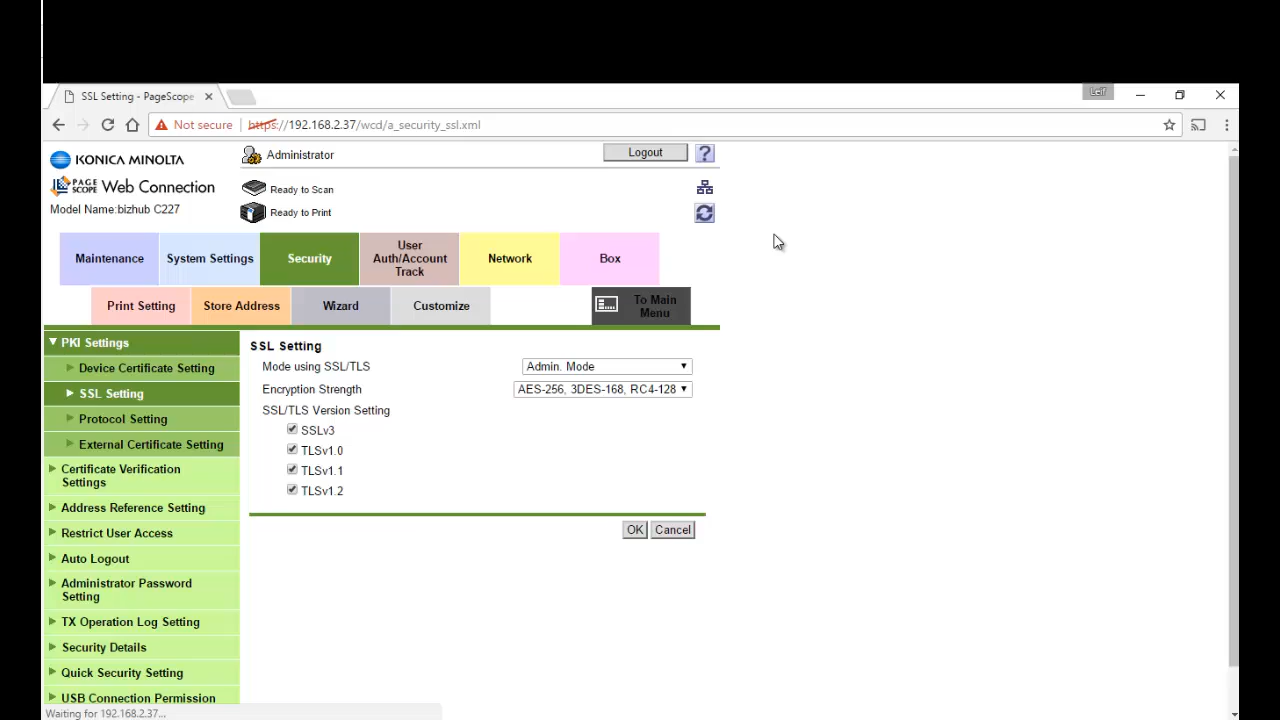 SSL Setting - PageScope
Leif
Not secure
https://192.168.2.37/wcd/a_security_ssl.xml
KONICA MINOLTA
Administrator
Logout
?
PAGE SCOPE Web Connection
Ready to Scan
Model Name:bizhub C227
Ready to Print
Maintenance
System Settings
Security
User Auth/Account Track
Network
Box
Print Setting
Store Address
Wizard
Customize
To Main Menu
PKI Settings
Device Certificate Setting
SSL Setting
Protocol Setting
External Certificate Setting
Certificate Verification
Settings
Address Reference Setting
Restrict User Access
Auto Logout
Administrator Password
Setting
TX Operation Log Setting
Security Details
Quick Security Setting
USB Connection Permission
SSL Setting
Mode using SSL/TLS
Admin. Mode
Encryption Strength
AES-256, 3DES-168, RC4-128
SSL/TLS Version Setting
SSLv3
TLSv1.0
TLSv1.1
TLSv1.2
OK
Cancel
Waiting for 192.168.2.37...